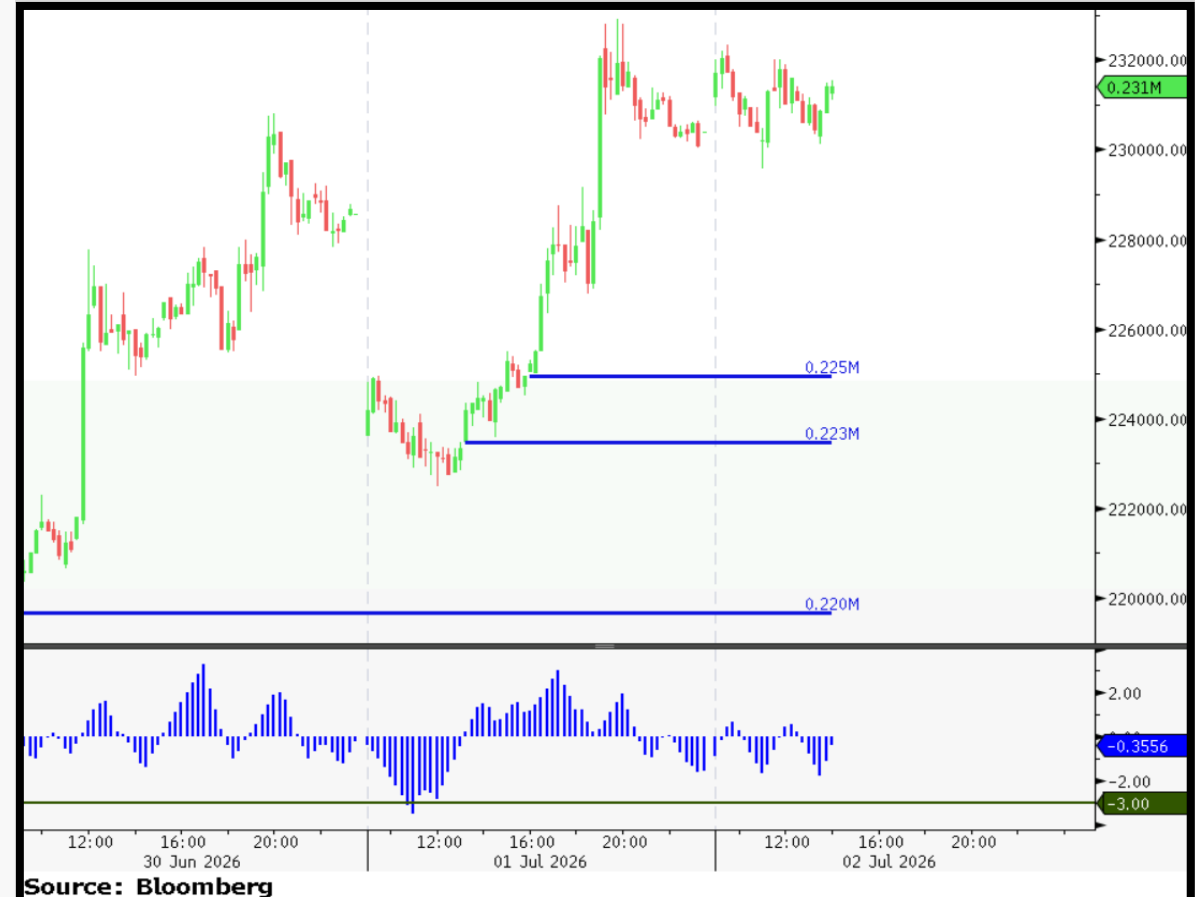 232000.00
0.231M
230000.00
228000.00
226000.00
0.225M
224000.00
0.223M
222000.00
0.220M
220000.00
2.00
-0.3556
-2.00
-3.00
12:00 16:00 20:00 12:00 16:00 20:00 12:00 16:00 20:00
30 Jun 2026 01 Jul 2026 02 Jul 2026
Source: Bloomberg